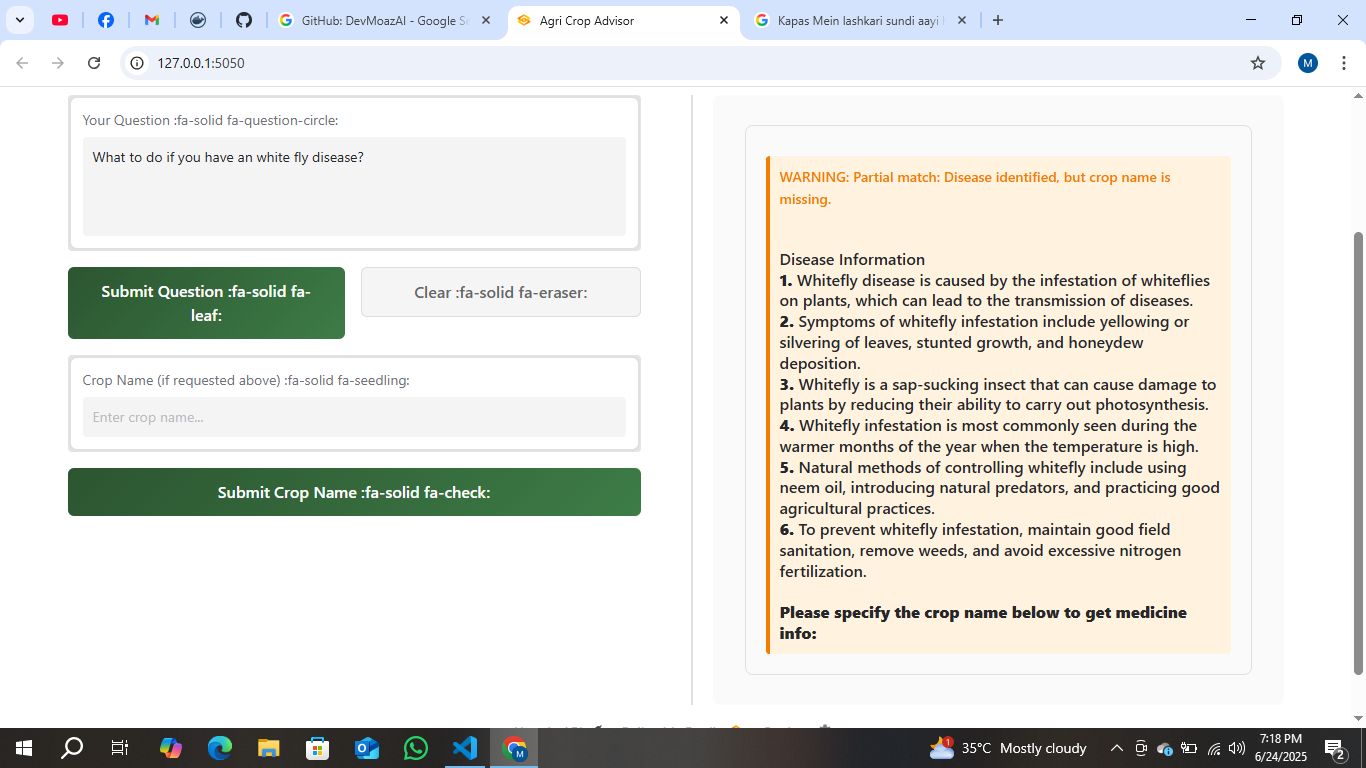 GitHub: DevMoazAI - Google Se
Agri Crop Advisor
Kapas Mein lashkari sundi aayi
127.0.0.1:5050
M
Your Question :fa-solid fa-question-circle:
What to do if you have an white fly disease?
Submit Question :fa-solid fa-
leaf:
Clear :fa-solid fa-eraser:
Crop Name (if requested above) :fa-solid fa-seedling:
Enter crop name...
Submit Crop Name :fa-solid fa-check:
WARNING: Partial match: Disease identified, but crop name is
missing.
Disease Information
1. Whitefly disease is caused by the infestation of whiteflies
on plants, which can lead to the transmission of diseases.
2. Symptoms of whitefly infestation include yellowing or
silvering of leaves, stunted growth, and honeydew
deposition.
3. Whitefly is a sap-sucking insect that can cause damage to
plants by reducing their ability to carry out photosynthesis.
4. Whitefly infestation is most commonly seen during the
warmer months of the year when the temperature is high.
5. Natural methods of controlling whitefly include using
neem oil, introducing natural predators, and practicing good
agricultural practices.
6. To prevent whitefly infestation, maintain good field
sanitation, remove weeds, and avoid excessive nitrogen
fertilization.
Please specify the crop name below to get medicine
info:
1
35°C Mostly cloudy
7:18 PM
6/24/2025
2